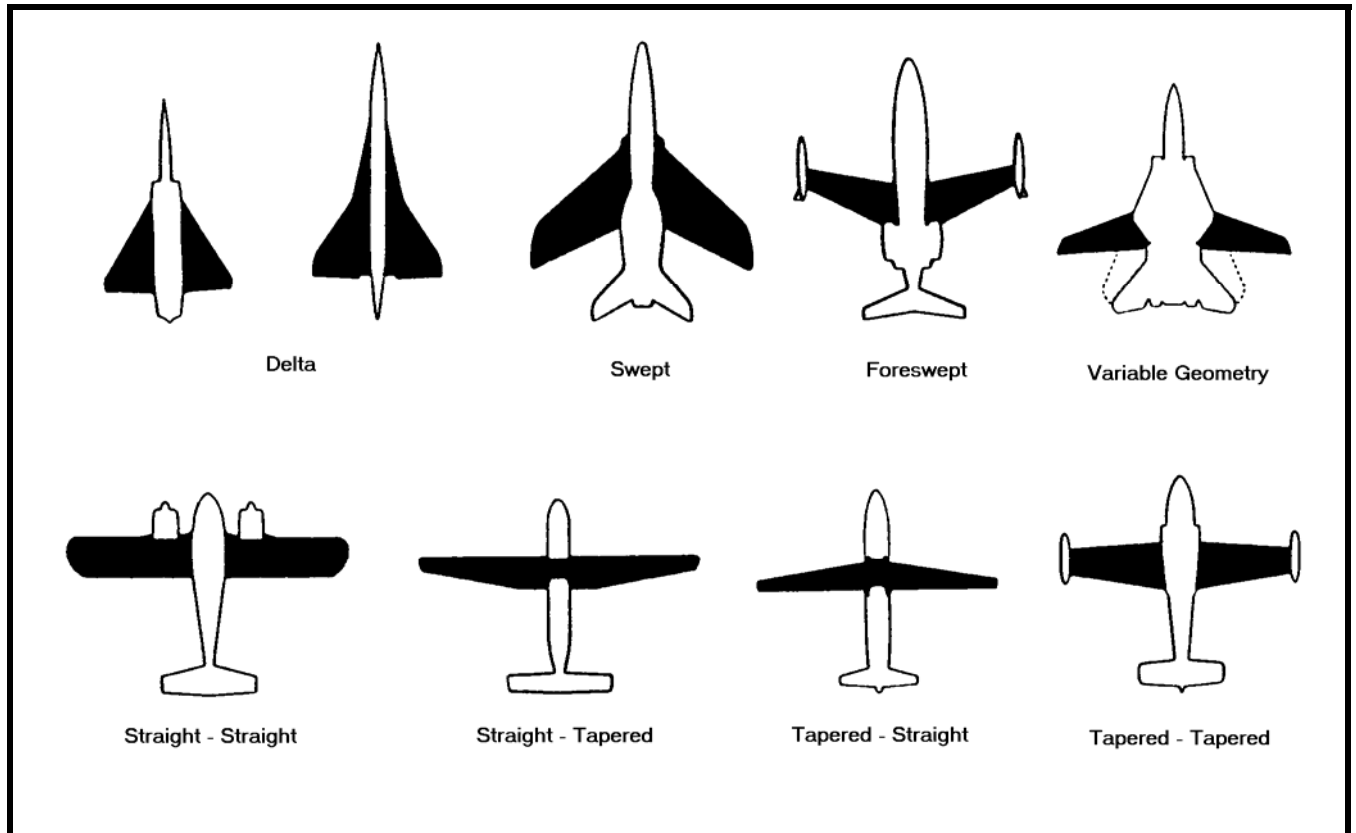 Delta
Swept
Foreswept
Variable Geometry
Straight - Straight
Straight - Tapered
Tapered - Straight
Tapered - Tapered